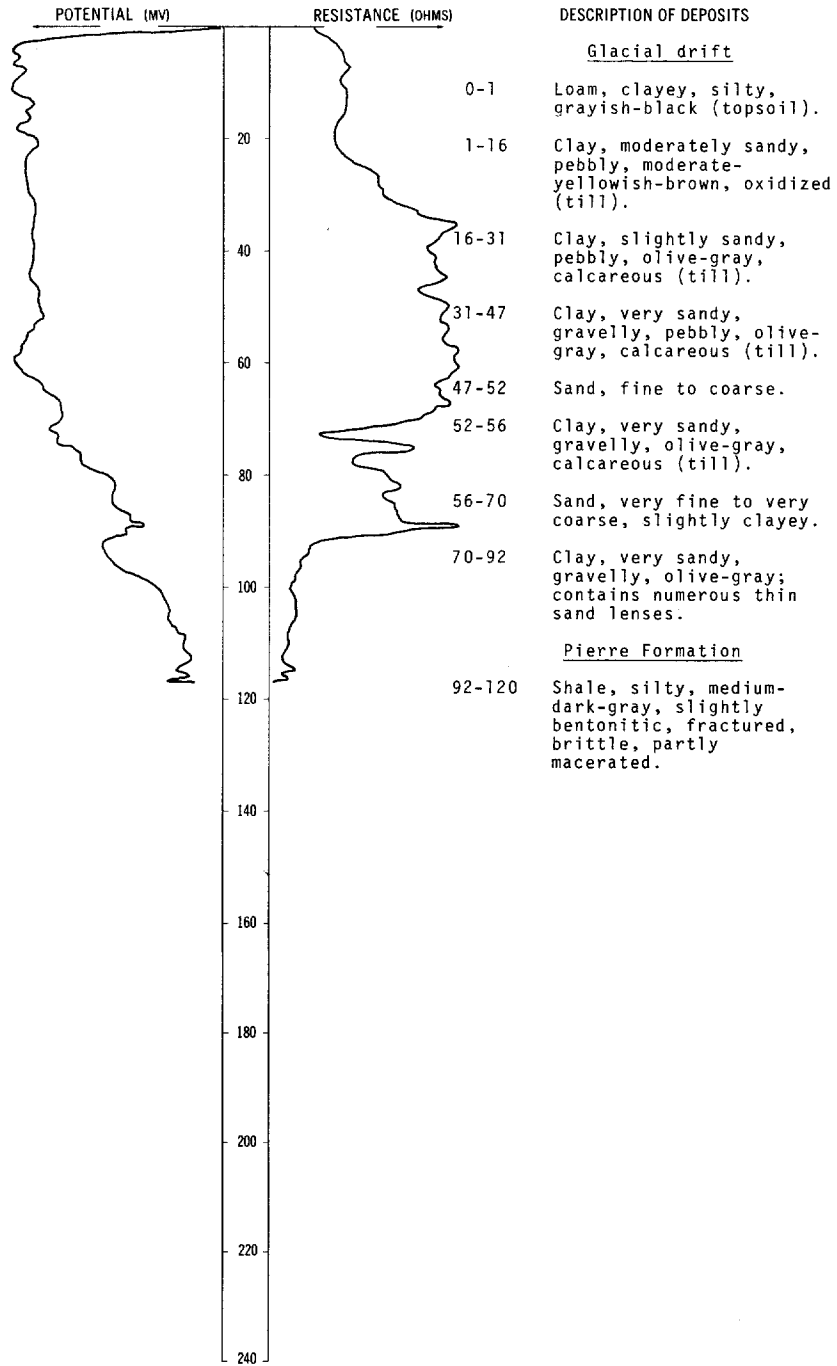 POTENTIAL (MV) RESISTANCE (OHMS) DESCRIPTION OF DEPOSITS
Glacial drift
0-1 Loam, clayey, silty,
grayish-black (topsoil).
20
1-16 Clay, moderately sandy,
pebbly, moderate-
yellowish-brown, oxidized
(till).
16-31 Clay, slightly sandy,
pebbly, olive-gray,
calcareous (till).
40
31-47 Clay, very sandy,
gravelly, pebbly, olive-
gray, calcareous (till).
60
47-52 Sand, fine to coarse.
52-56 Clay, very sandy,
gravelly, olive-gray,
calcareous (till).
80
56-70 Sand, very fine to very
coarse, slightly clayey.
70-92 Clay, very sandy,
gravelly, olive-gray;
contains numerous thin
sand lenses.
100
Pierre Formation
92-120 Shale, silty, medium-
dark-gray, slightly
bentonitic, fractured,
brittle, partly
macerated.
120
140
160
180
200
220
240